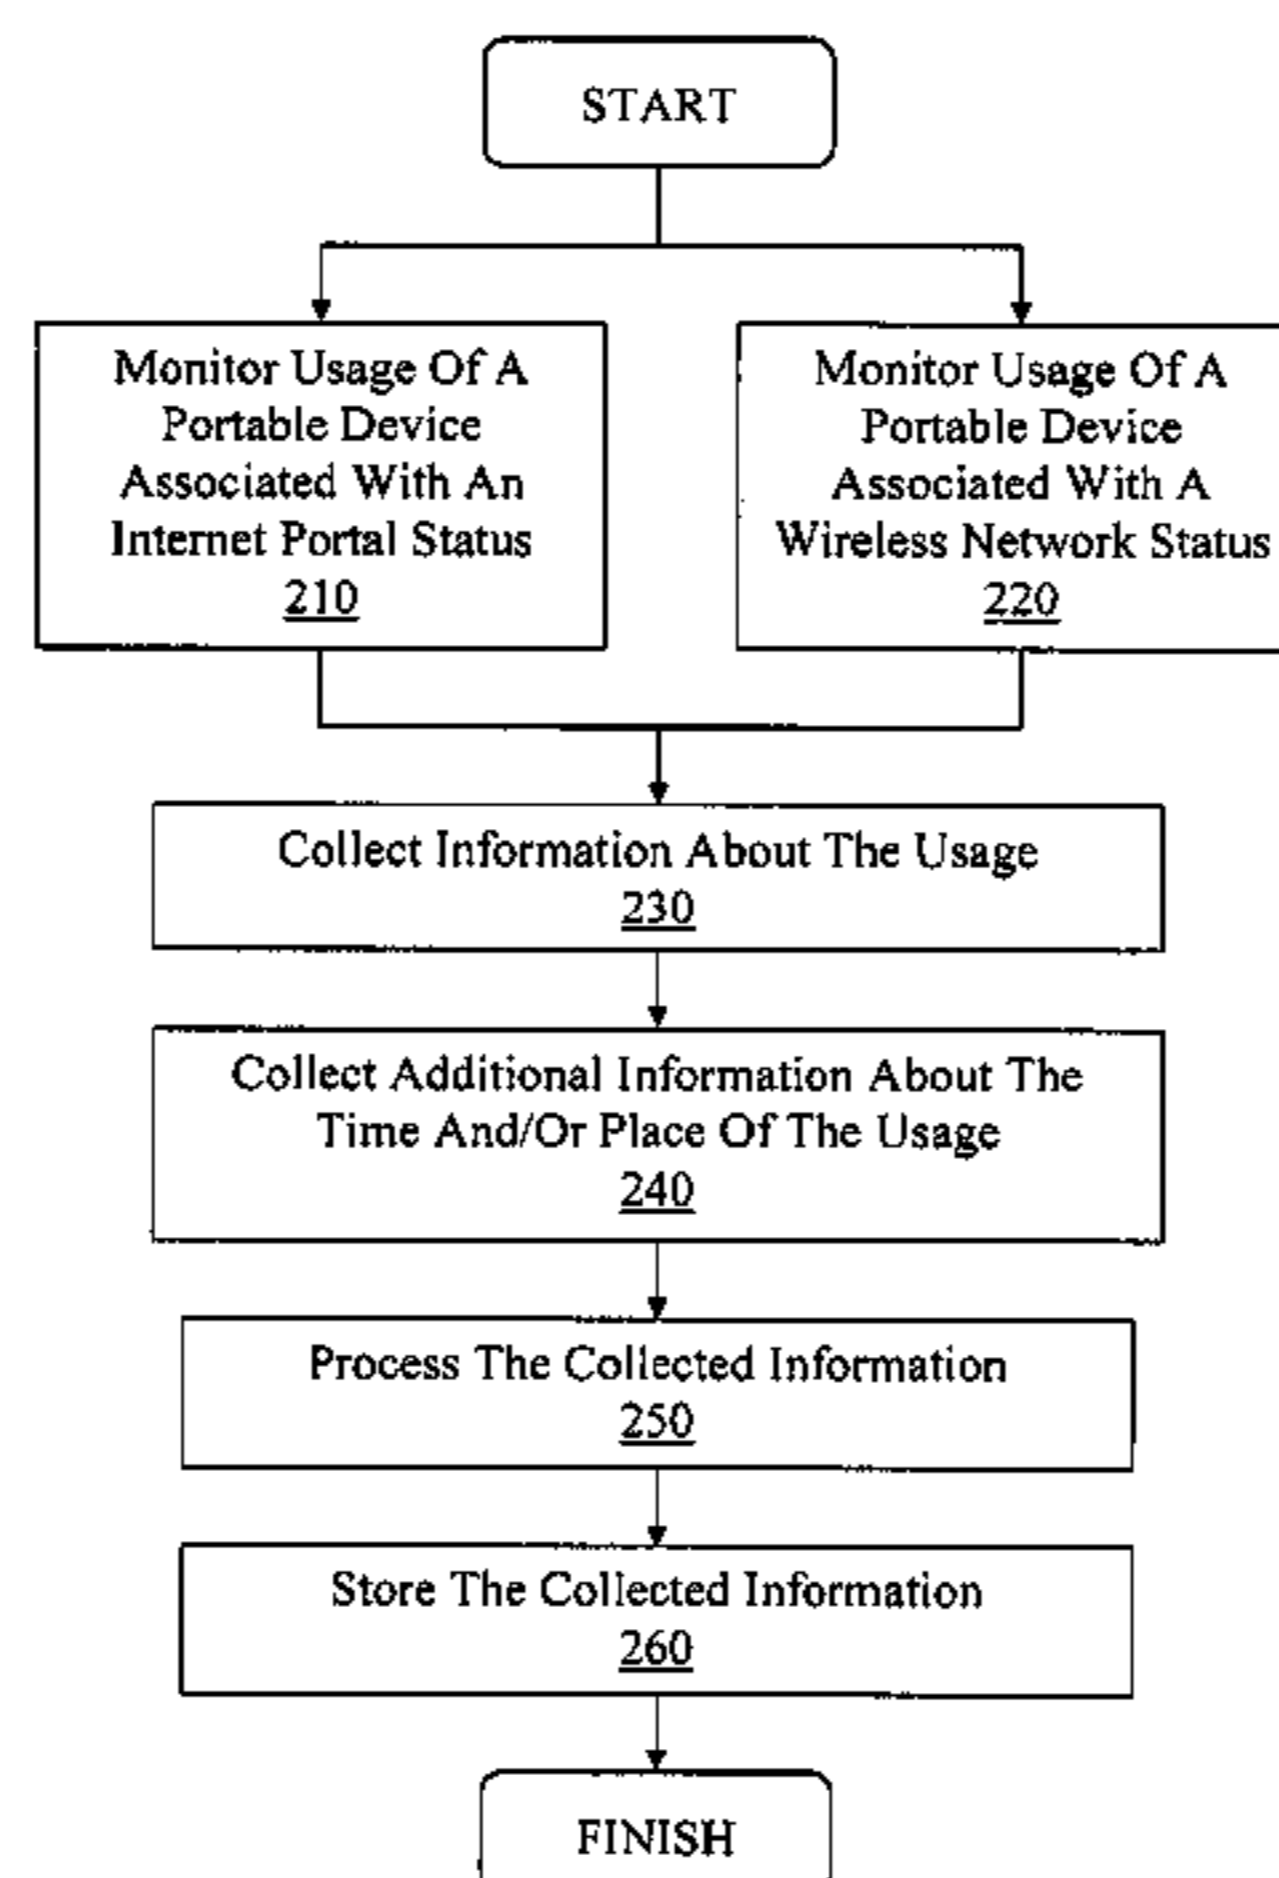 START
Monitor Usage Of A
Portable Device
Associated With An
Internet Portal Status
210
Monitor Usage Of A
Portable Device
Associated With A
Wireless Network Status
220
Collect Information About The Usage
230
Collect Additional Information About The
Time And/Or Place Of The Usage
240
Process The Collected Information
250
Store The Collected Information
260
FINISH